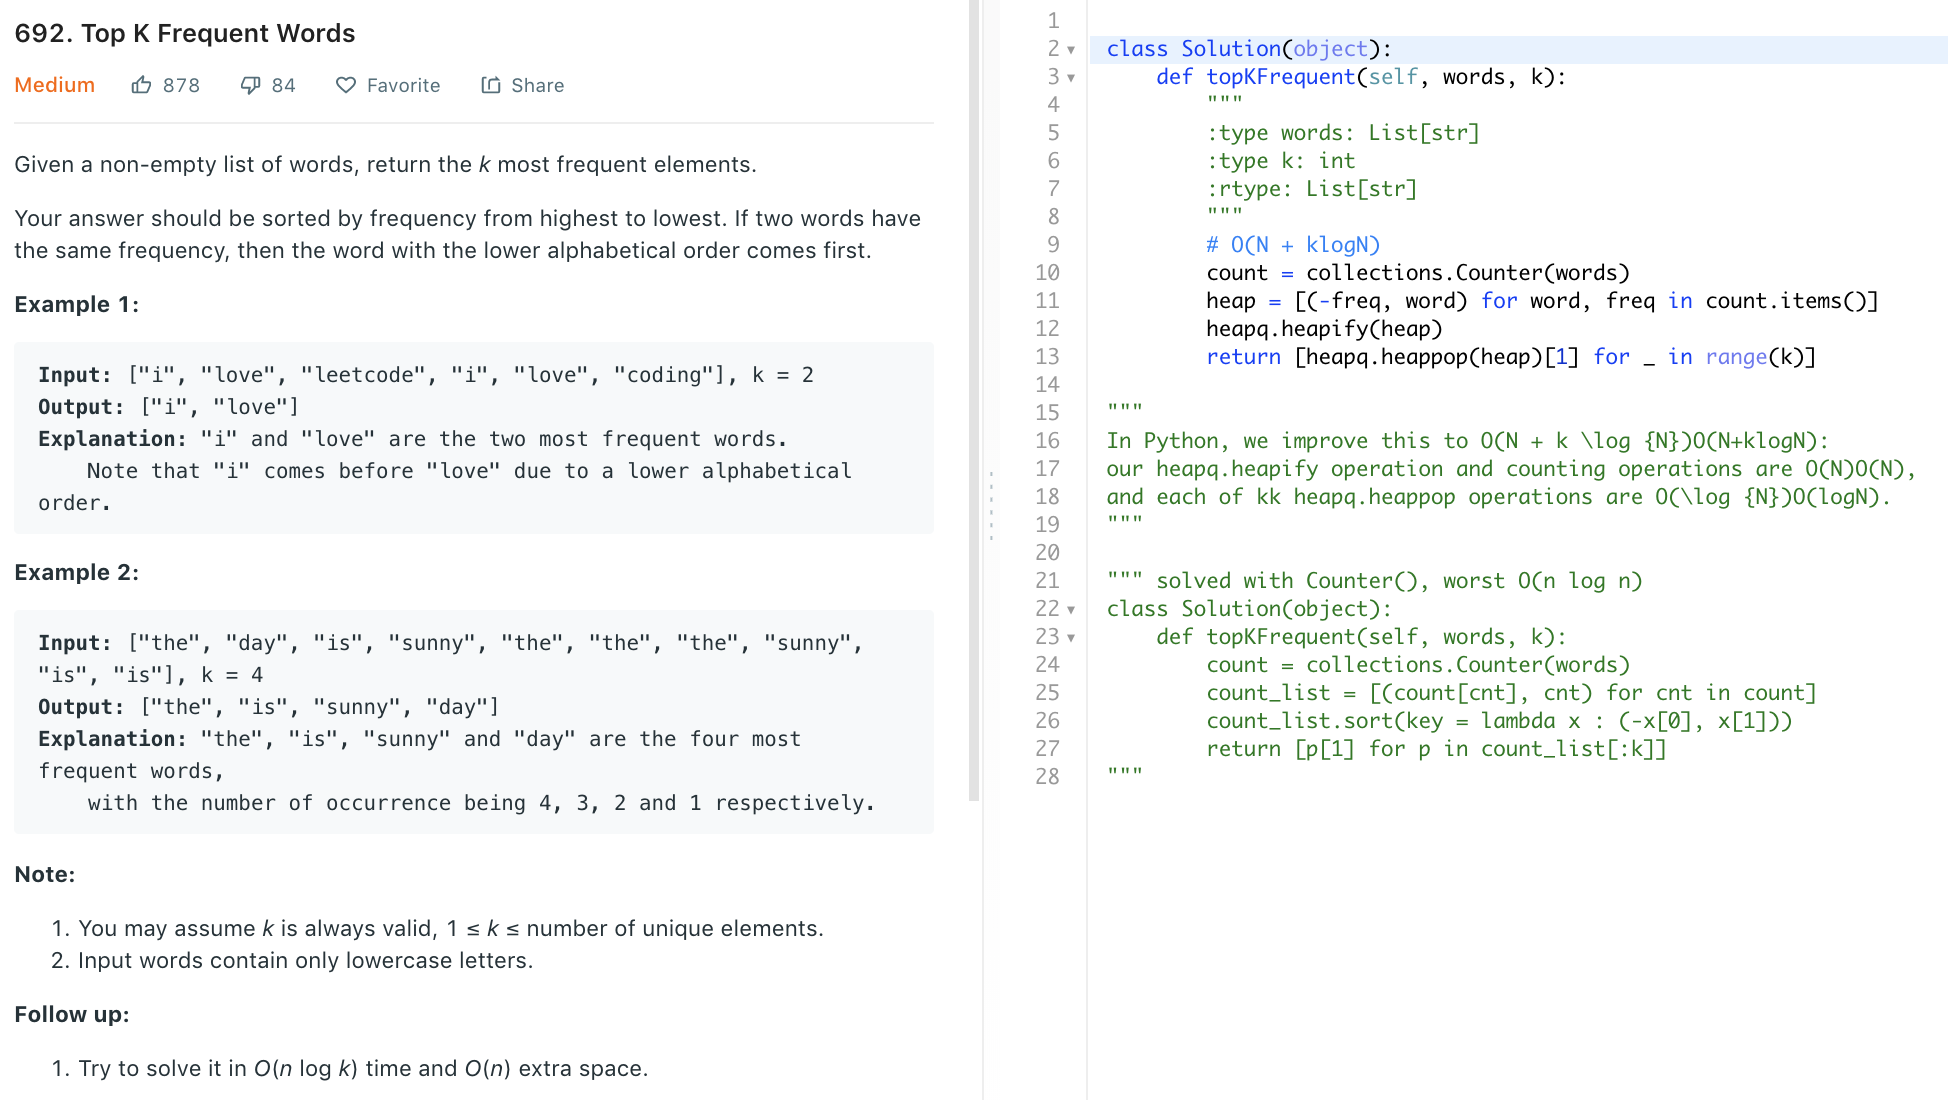 692. Top K Frequent Words
Medium 878 84 Favorite Share
Given a non-empty list of words, return the k most frequent elements.
Your answer should be sorted by frequency from highest to lowest. If two words have
the same frequency, then the word with the lower alphabetical order comes first.
Example 1:
Input: ["i", "love", "leetcode", "i", "love", "coding"], k = 2
Output: ["i", "love"]
Explanation: "i" and "love" are the two most frequent words.
    Note that "i" comes before "love" due to a lower alphabetical
order.
Example 2:
Input: ["the", "day", "is", "sunny", "the", "the", "the", "sunny",
"is", "is"], k = 4
Output: ["the", "is", "sunny", "day"]
Explanation: "the", "is", "sunny" and "day" are the four most
frequent words,
    with the number of occurrence being 4, 3, 2 and 1 respectively.
Note:
1. You may assume k is always valid, 1 ≤ k ≤ number of unique elements.
2. Input words contain only lowercase letters.
Follow up:
1. Try to solve it in O(n log k) time and O(n) extra space.
1
2 class Solution(object):
3     def topKFrequent(self, words, k):
4         """
5         :type words: List[str]
6         :type k: int
7         :rtype: List[str]
8         """
9         # O(N + klogN)
10         count = collections.Counter(words)
11         heap = [(-freq, word) for word, freq in count.items()]
12         heapq.heapify(heap)
13         return [heapq.heappop(heap)[1] for _ in range(k)]
14
15 """
16 In Python, we improve this to O(N + k \log {N})O(N+klogN):
17 our heapq.heapify operation and counting operations are O(N)O(N),
18 and each of kk heapq.heappop operations are O(\log {N})O(logN).
19 """
20
21 """ solved with Counter(), worst O(n log n)
22 class Solution(object):
23     def topKFrequent(self, words, k):
24         count = collections.Counter(words)
25         count_list = [(count[cnt], cnt) for cnt in count]
26         count_list.sort(key = lambda x : (-x[0], x[1]))
27         return [p[1] for p in count_list[:k]]
28 """